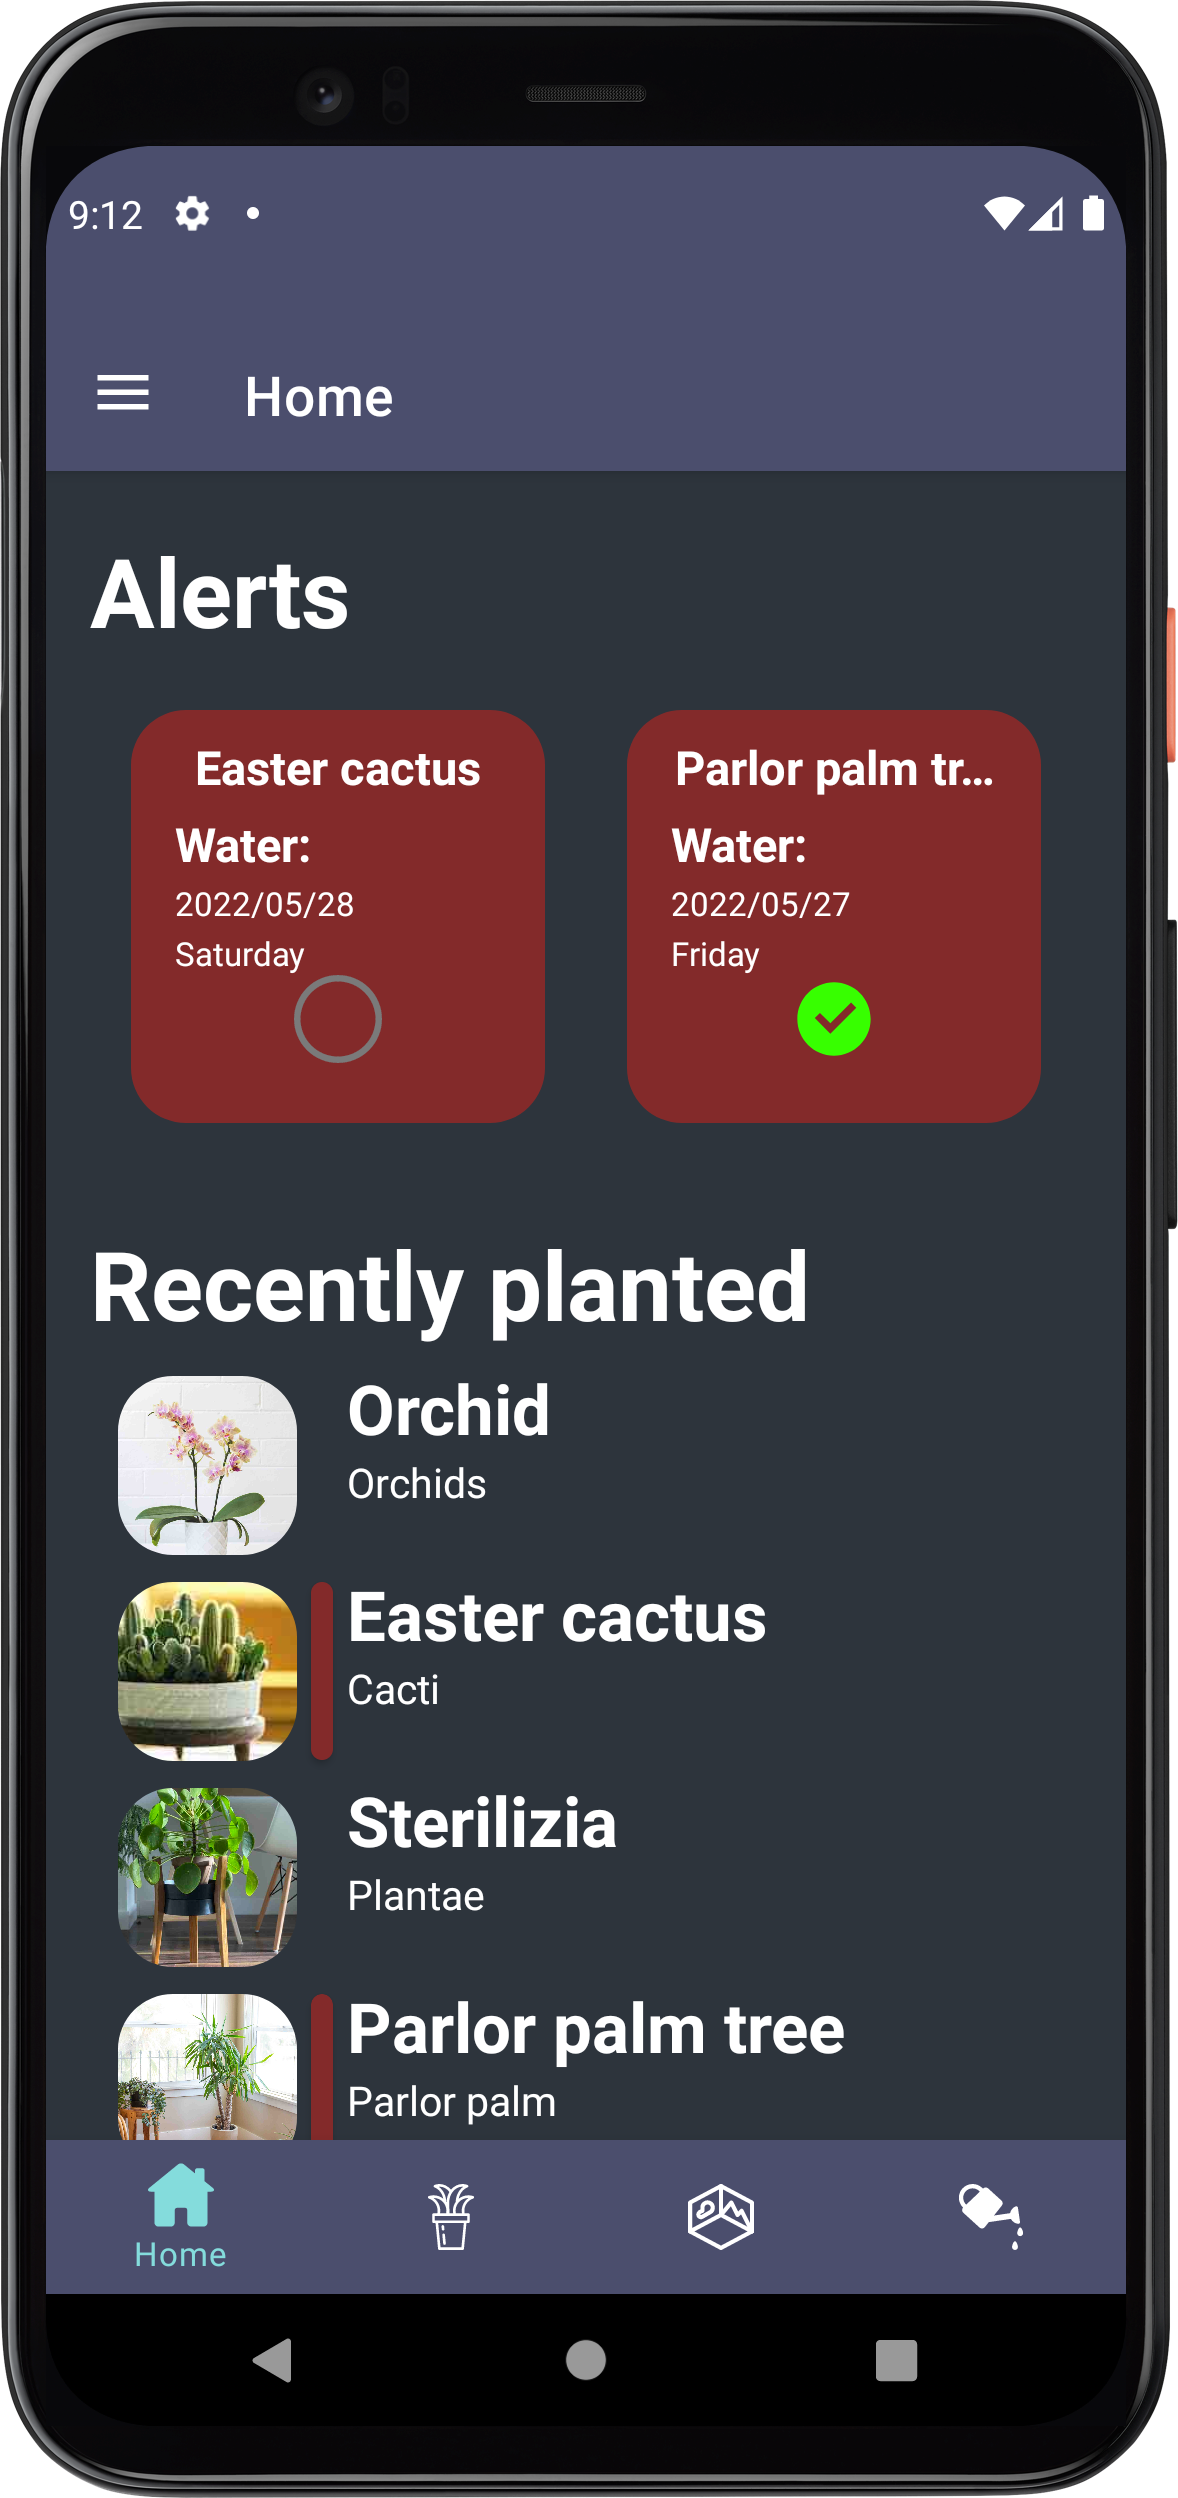 9:12
Home
Alerts
Easter cactus
Water:
2022/05/28
Saturday
Parlor palm tr...
Water:
2022/05/27
Friday
Recently planted
Orchid
Orchids
Easter cactus
Cacti
Sterilizia
Plantae
Parlor palm tree
Parlor palm
Home